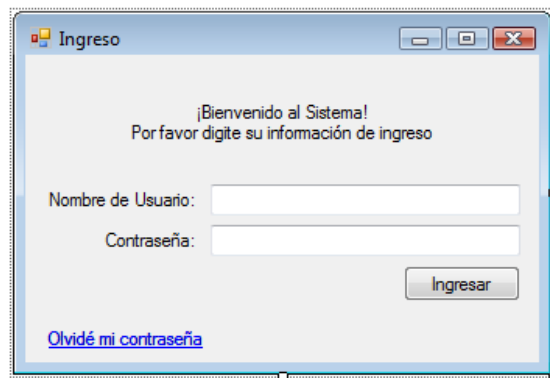 Ingreso
¡Bienvenido al Sistema!
Por favor digite su información de ingreso
Nombre de Usuario:
Contraseña:
Ingresar
Olvidé mi contraseña